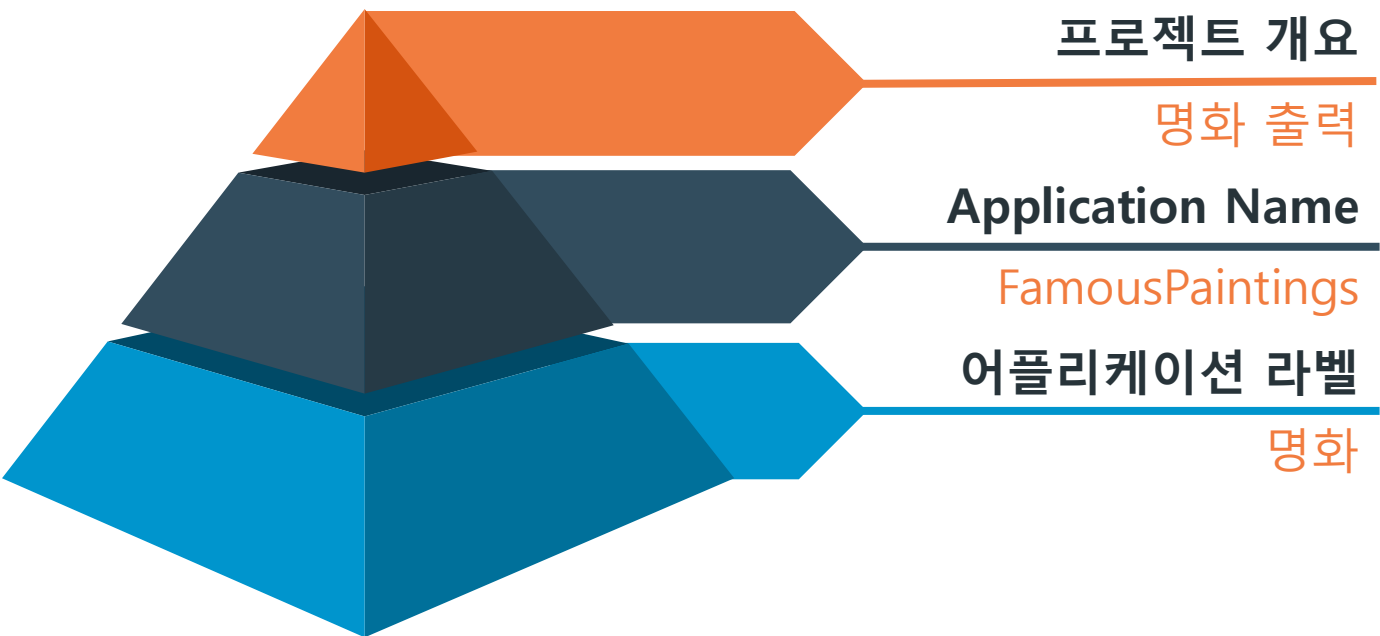 프로젝트 개요
명화 출력
Application Name
FamousPaintings
어플리케이션 라벨
명화